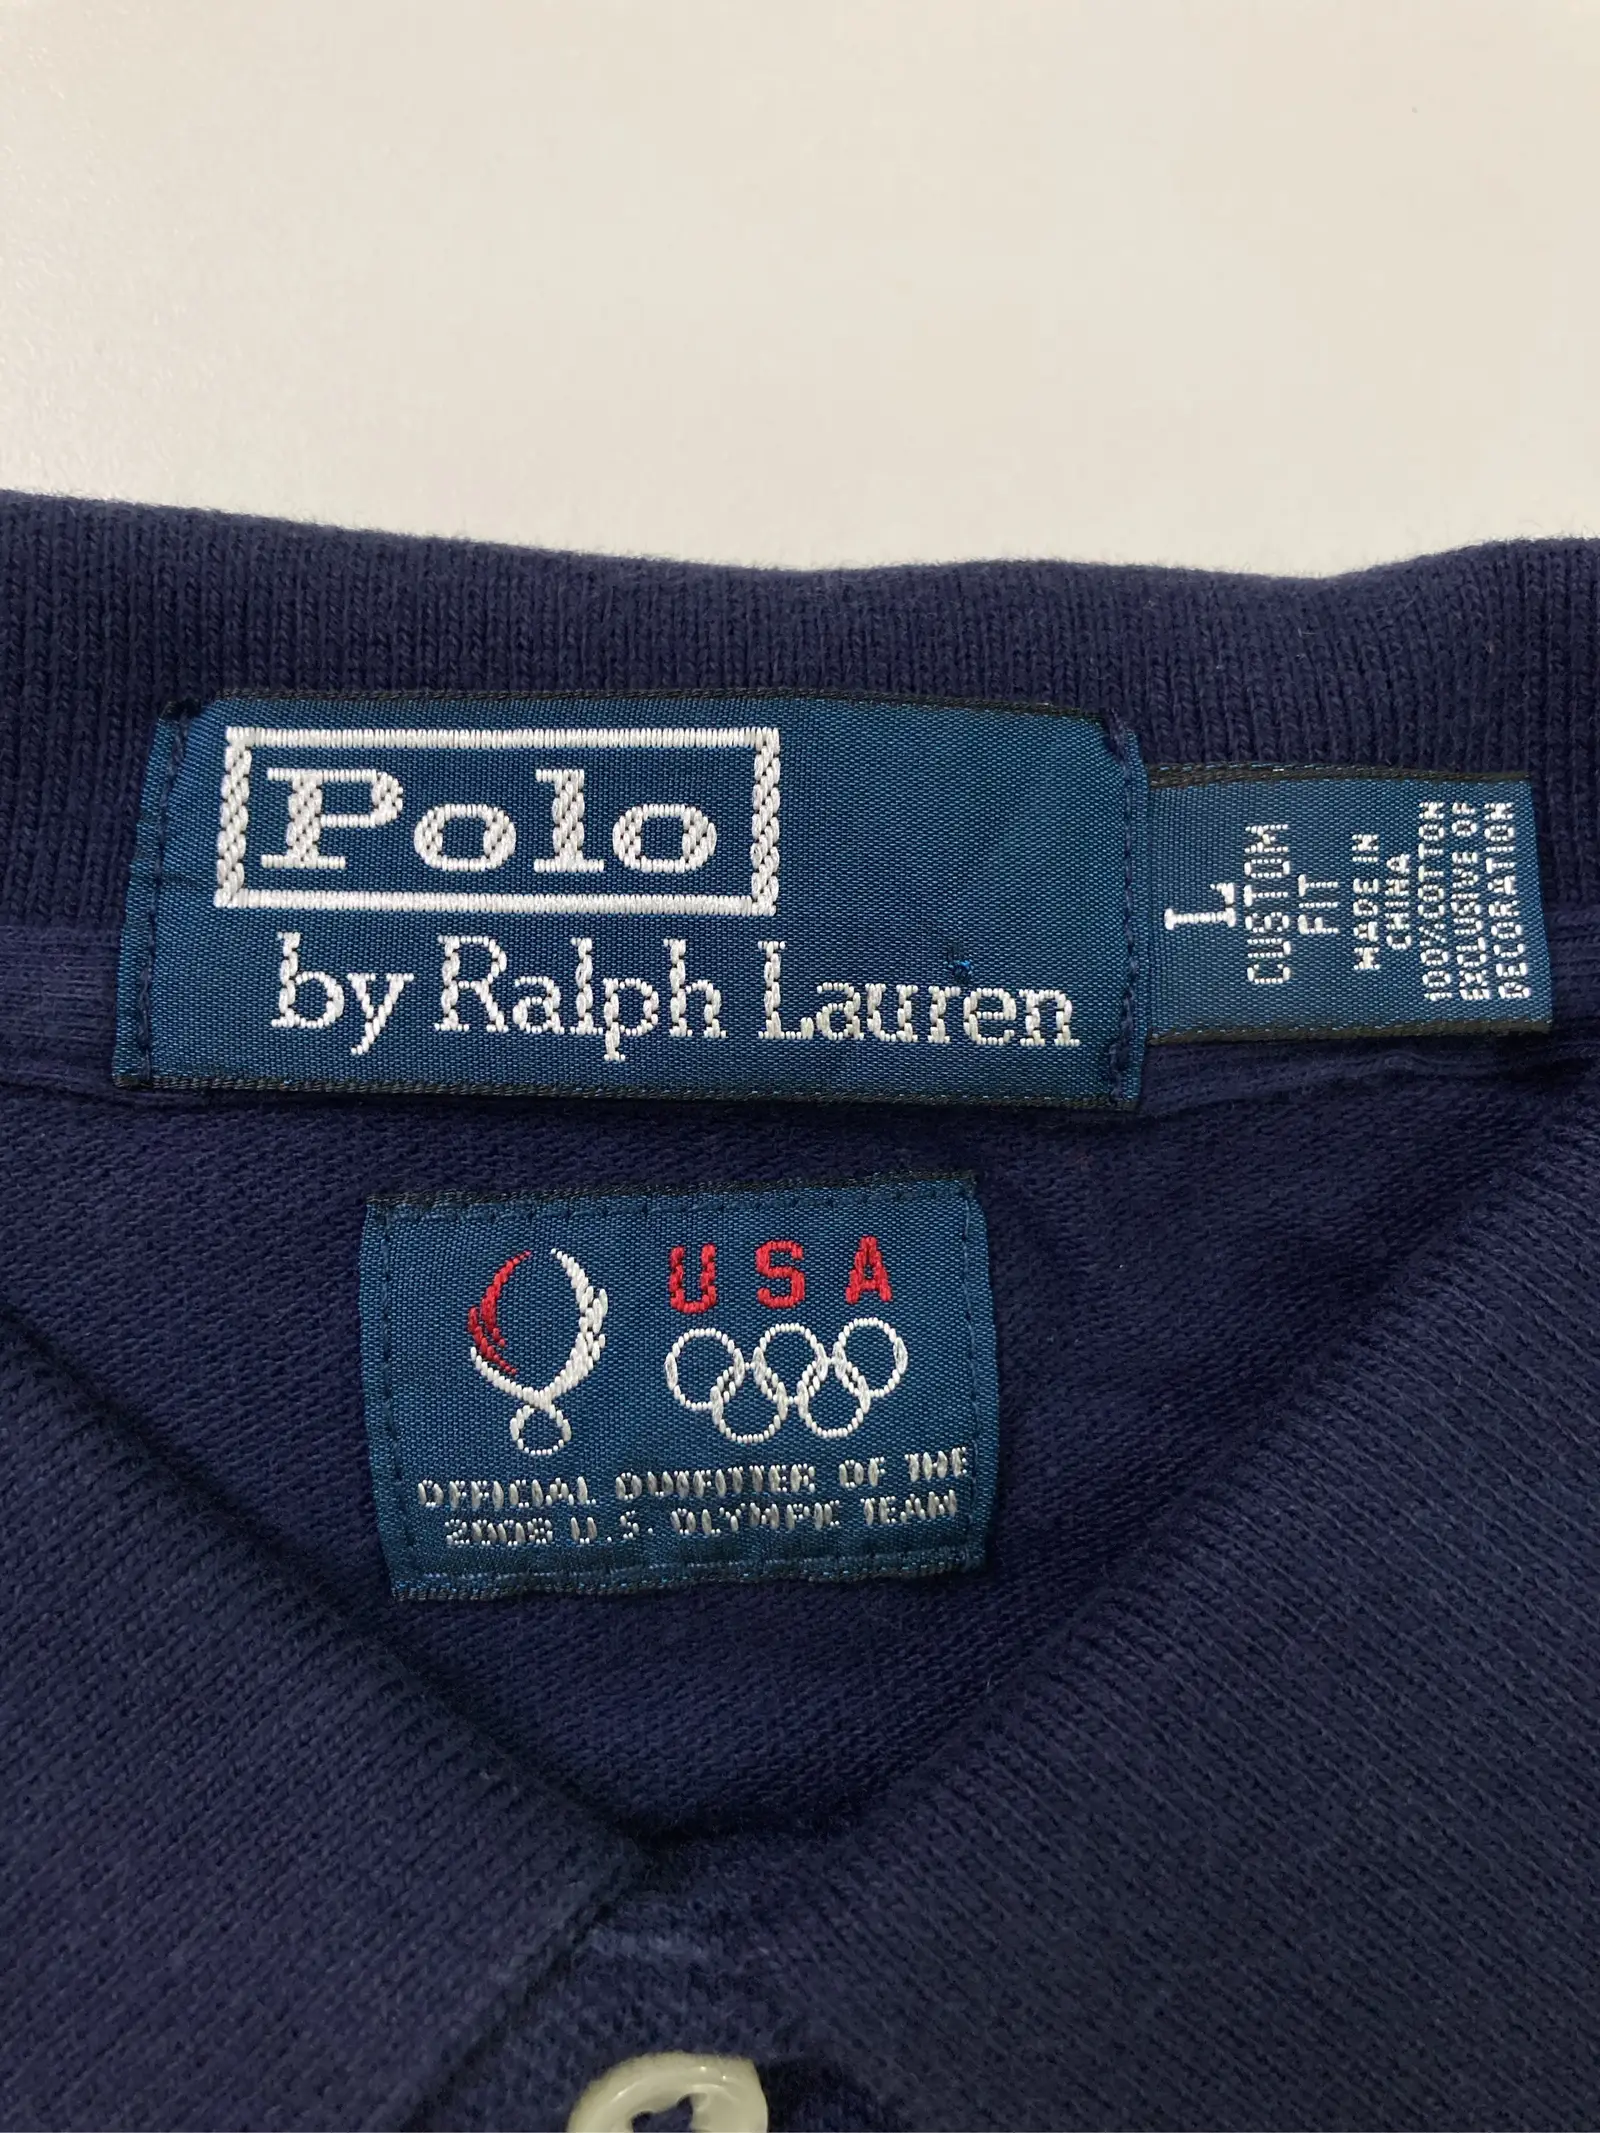 Polo
by Ralph Lauren
L
CUSTOM
FIT
MADE IN
CHINA
100% COTTON
EXCLUSIVE OF
DECORATION
USA
OFFICIAL OUTFITTER OF THE
2008 U.S. OLYMPIC TEAM